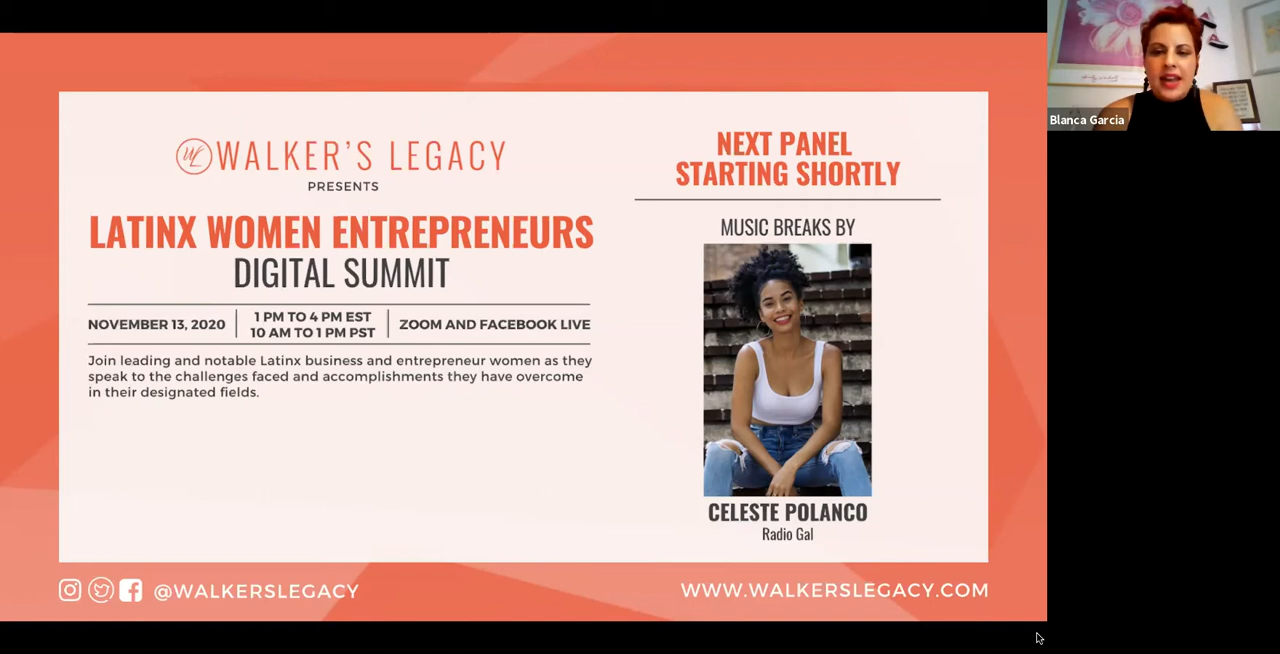 WL WALKER'S LEGACY
PRESENTS
LATINX WOMEN ENTREPRENEURS
DIGITAL SUMMIT
NOVEMBER 13, 2020
1 PM TO 4 PM EST
10 AM TO 1 PM PST
ZOOM AND FACEBOOK LIVE
Join leading and notable Latinx business and entrepreneur women as they
speak to the challenges faced and accomplishments they have overcome
in their designated fields.
NEXT PANEL
STARTING SHORTLY
MUSIC BREAKS BY
CELESTE POLANCO
Radio Gal
@WALKERSLEGACY
WWW.WALKERSLEGACY.COM
Blanca Garcia